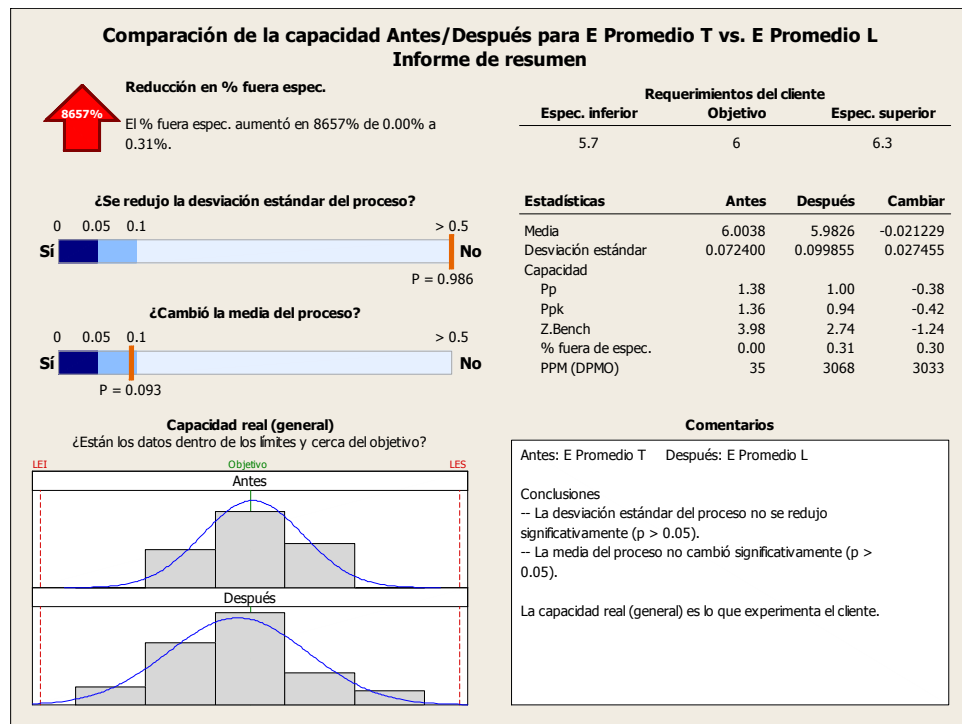 Comparación de la capacidad Antes/Después para E Promedio T vs. E Promedio L
Informe de resumen
8657%
Reducción en % fuera espec.
El % fuera espec. aumentó en 8657% de 0.00% a
0.31%.
Requerimientos del cliente
Espec. inferior Objetivo Espec. superior
5.7 6 6.3
¿Se redujo la desviación estándar del proceso?
0 0.05 0.1 > 0.5
Sí No
P = 0.986
¿Cambió la media del proceso?
0 0.05 0.1 > 0.5
Sí No
P = 0.093
Estadísticas Antes Después Cambiar
Media 6.0038 5.9826 -0.021229
Desviación estándar 0.072400 0.099855 0.027455
Capacidad
Pp 1.38 1.00 -0.38
Ppk 1.36 0.94 -0.42
Z.Bench 3.98 2.74 -1.24
% fuera de espec. 0.00 0.31 0.30
PPM (DPMO) 35 3068 3033
Capacidad real (general)
¿Están los datos dentro de los límites y cerca del objetivo?
LEI Objetivo LES
Antes
Después
Comentarios
Antes: E Promedio T Después: E Promedio L
Conclusiones
-- La desviación estándar del proceso no se redujo
significativamente (p > 0.05).
-- La media del proceso no cambió significativamente (p >
0.05).
La capacidad real (general) es lo que experimenta el cliente.